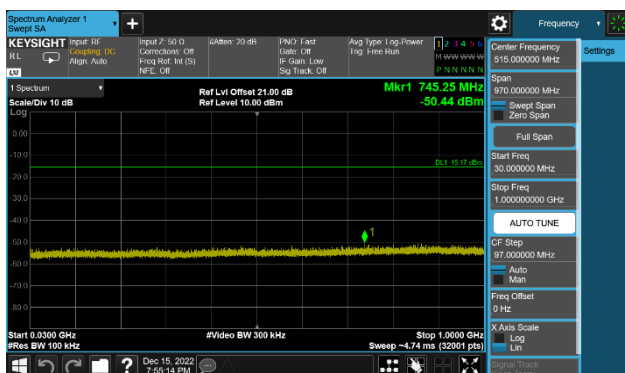 Spectrum Analyzer 1
Swept SA
Frequency
KEYSIGHT
R L
LV
Input: RF
Coupling: DC
Align: Auto
Input Z: 50 Ω
Corrections: Off
Freq Ref: Int (S)
NFE: Off
#Atten: 20 dB
PNO: Fast
Gate: Off
IF Gain: Low
Sig Track: Off
Avg Type: Log-Power
Trig: Free Run
1 2 3 4 5 6
M W W W W W
P N N N N N
1 Spectrum
Scale/Div 10 dB
Ref Lvl Offset 21.00 dB
Ref Level 10.00 dBm
Mkr1 745.25 MHz
-50.44 dBm
Log
0.00
-10.0
DL1 15.17 dBm
-20.0
-30.0
-40.0
1
-50.0
-60.0
-70.0
-80.0
Start 0.0300 GHz
#Res BW 100 kHz
#Video BW 300 kHz
Stop 1.0000 GHz
Sweep ~4.74 ms (32001 pts)
Dec 15, 2022
7:55:14 PM
Center Frequency
515.000000 MHz
Settings
Span
970.000000 MHz
Swept Span
Zero Span
Full Span
Start Freq
30.000000 MHz
Stop Freq
1.000000000 GHz
AUTO TUNE
CF Step
97.000000 MHz
Auto
Man
Freq Offset
0 Hz
X Axis Scale
Log
Lin
Signal Track